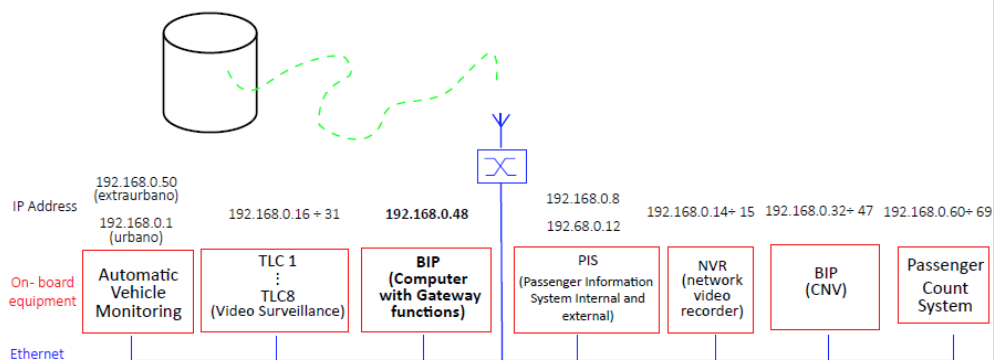 IP Address
192.168.0.50
(extraurbano)
192.168.0.1
(urbano)
192.168.0.16 ÷ 31
192.168.0.48
192.168.0.8
192.68.0.12
192.168.0.14÷ 15
192.168.0.32÷ 47
192.168.0.60÷ 69
On- board
equipment
Automatic
Vehicle
Monitoring
TLC 1
⋮
TLC8
(Video Surveillance)
BIP
(Computer
with Gateway
functions)
PIS
(Passenger Information
System Internal and
external)
NVR
(network
video
recorder)
BIP
(CNV)
Passenger
Count
System
Ethernet